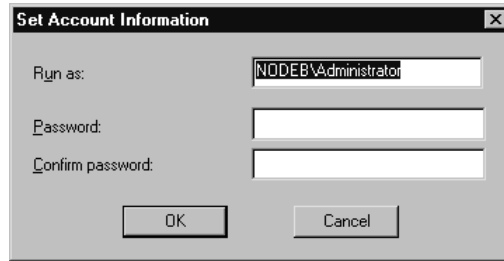 Set Account Information
Run as: NODEB\Administrator
Password:
Confirm password:
OK Cancel